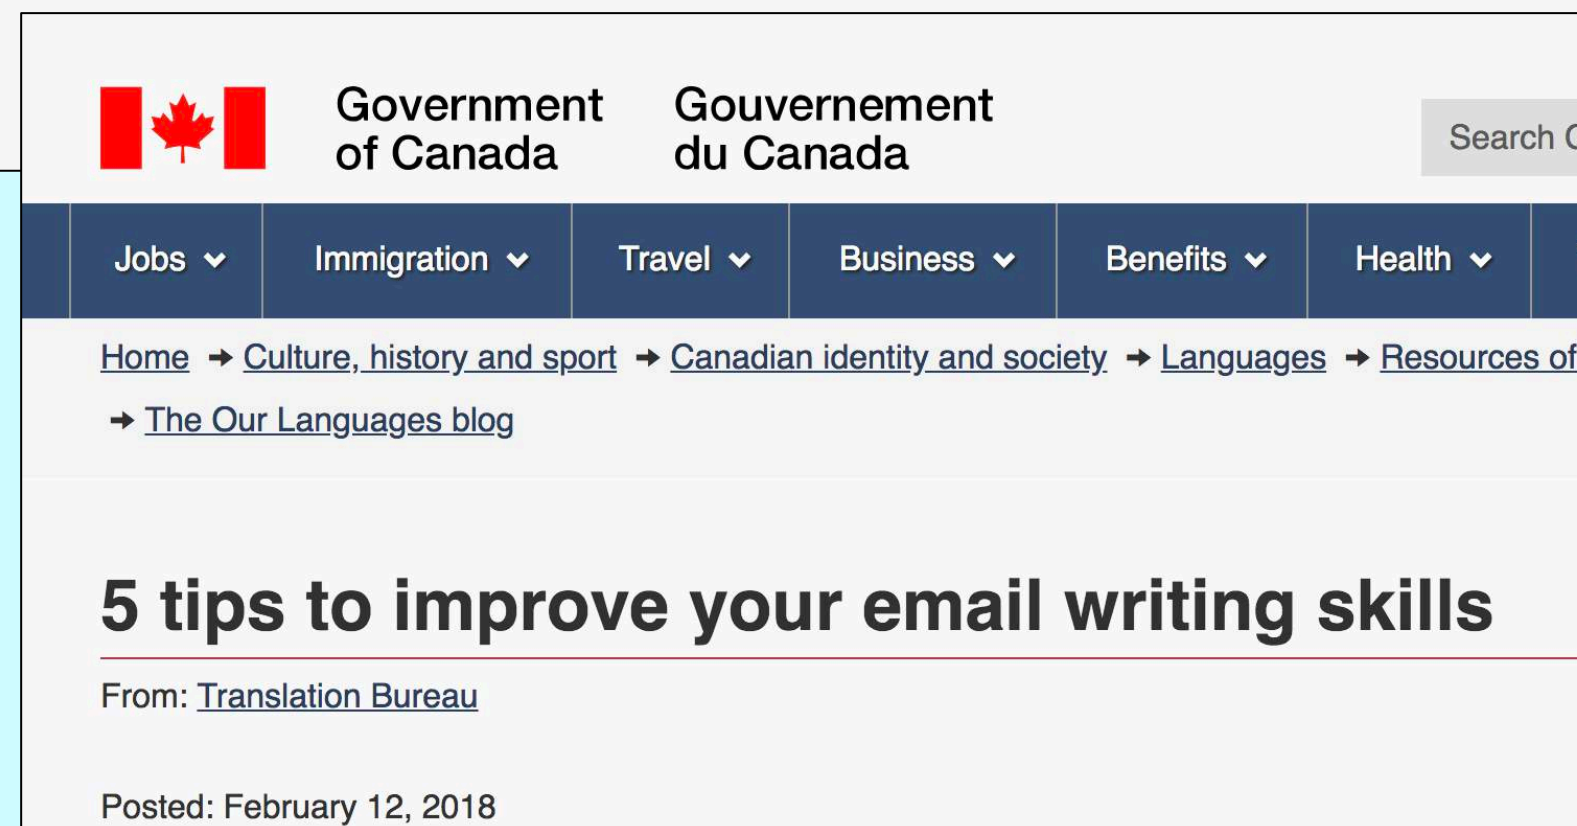 Government Gouvernement
of Canada du Canada
Search
Jobs Immigration Travel Business Benefits Health
Home → Culture, history and sport → Canadian identity and society → Languages → Resources of
→ The Our Languages blog
5 tips to improve your email writing skills
From: Translation Bureau
Posted: February 12, 2018